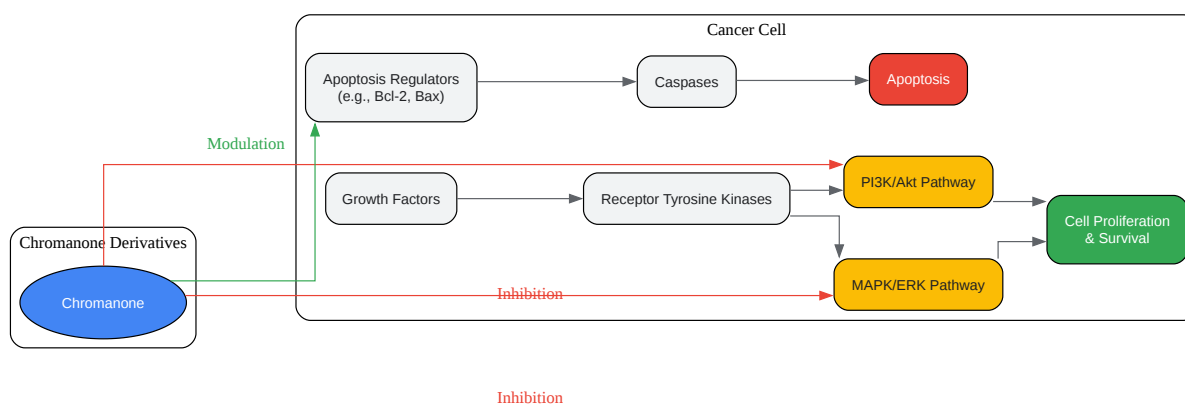 Cancer Cell
Apoptosis Regulators
(e.g., Bcl-2, Bax)
Caspases
Apoptosis
Modulation
Growth Factors
Receptor Tyrosine Kinases
PI3K/Akt Pathway
Cell Proliferation
& Survival
Chromanone Derivatives
Chromanone
Inhibition
MAPK/ERK Pathway
Inhibition